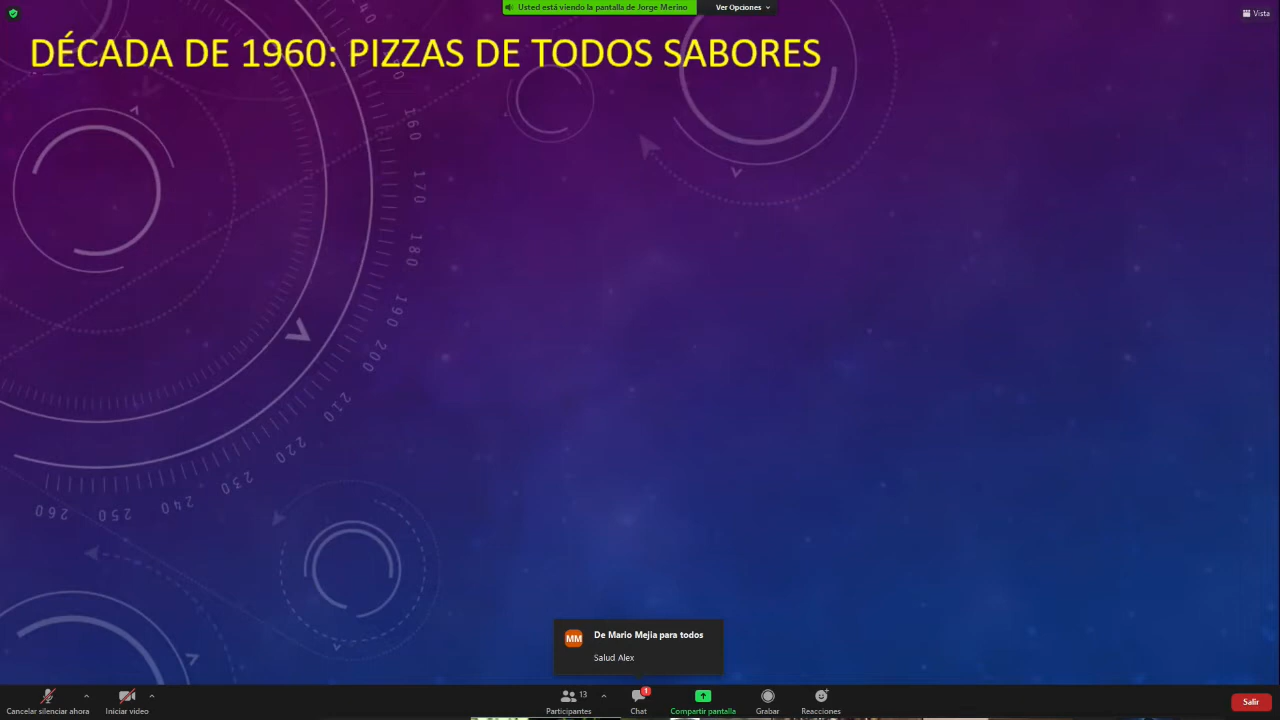 Usted está viendo la pantalla de Jorge Merino
Ver Opciones
Vista
DÉCADA DE 1960: PIZZAS DE TODOS SABORES
160
170
180
190
200
210
220
230
240
250
260
De Mario Mejía para todos
MM
Salud Alex
Cancelar silenciar ahora
Iniciar video
13
Participantes
1
Chat
Compartir pantalla
Grabar
Reacciones
Salir